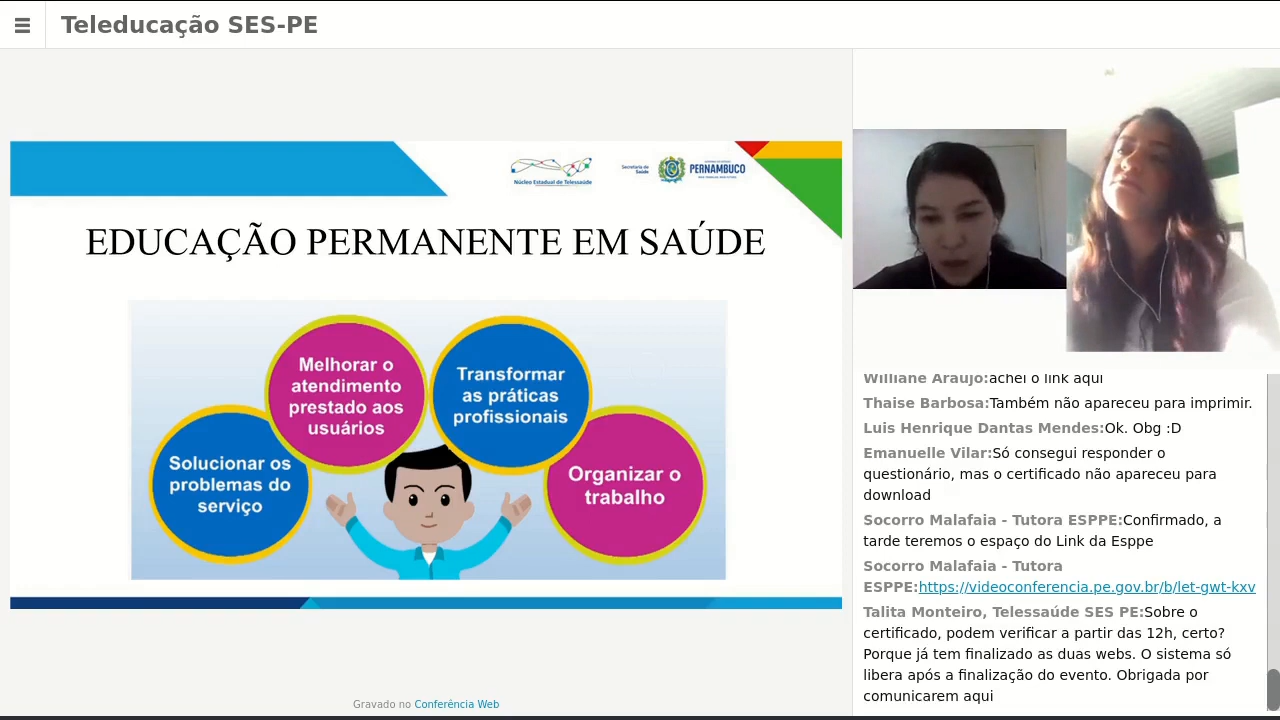 Teleducação SES-PE
Núcleo Estadual de Telessaúde
Secretaria de
Saúde
PERNAMBUCO
EDUCAÇÃO PERMANENTE EM SAÚDE
Solucionar os
problemas do
serviço
Melhorar o
atendimento
prestado aos
usuários
Transformar
as práticas
profissionais
Organizar o
trabalho
Gravado no Conferência Web
Williane Araujo:achei o link aqui
Thaise Barbosa:Também não apareceu para imprimir.
Luis Henrique Dantas Mendes:Ok. Obg :D
Emanuelle Vilar:Só consegui responder o
questionário, mas o certificado não apareceu para
download
Socorro Malafaia - Tutora ESPPE:Confirmado, a
tarde teremos o espaço do Link da Esppe
Socorro Malafaia - Tutora
ESPPE:https://videoconferencia.pe.gov.br/b/let-gwt-kxv
Talita Monteiro, Telessaúde SES PE:Sobre o
certificado, podem verificar a partir das 12h, certo?
Porque já tem finalizado as duas webs. O sistema só
libera após a finalização do evento. Obrigada por
comunicarem aqui